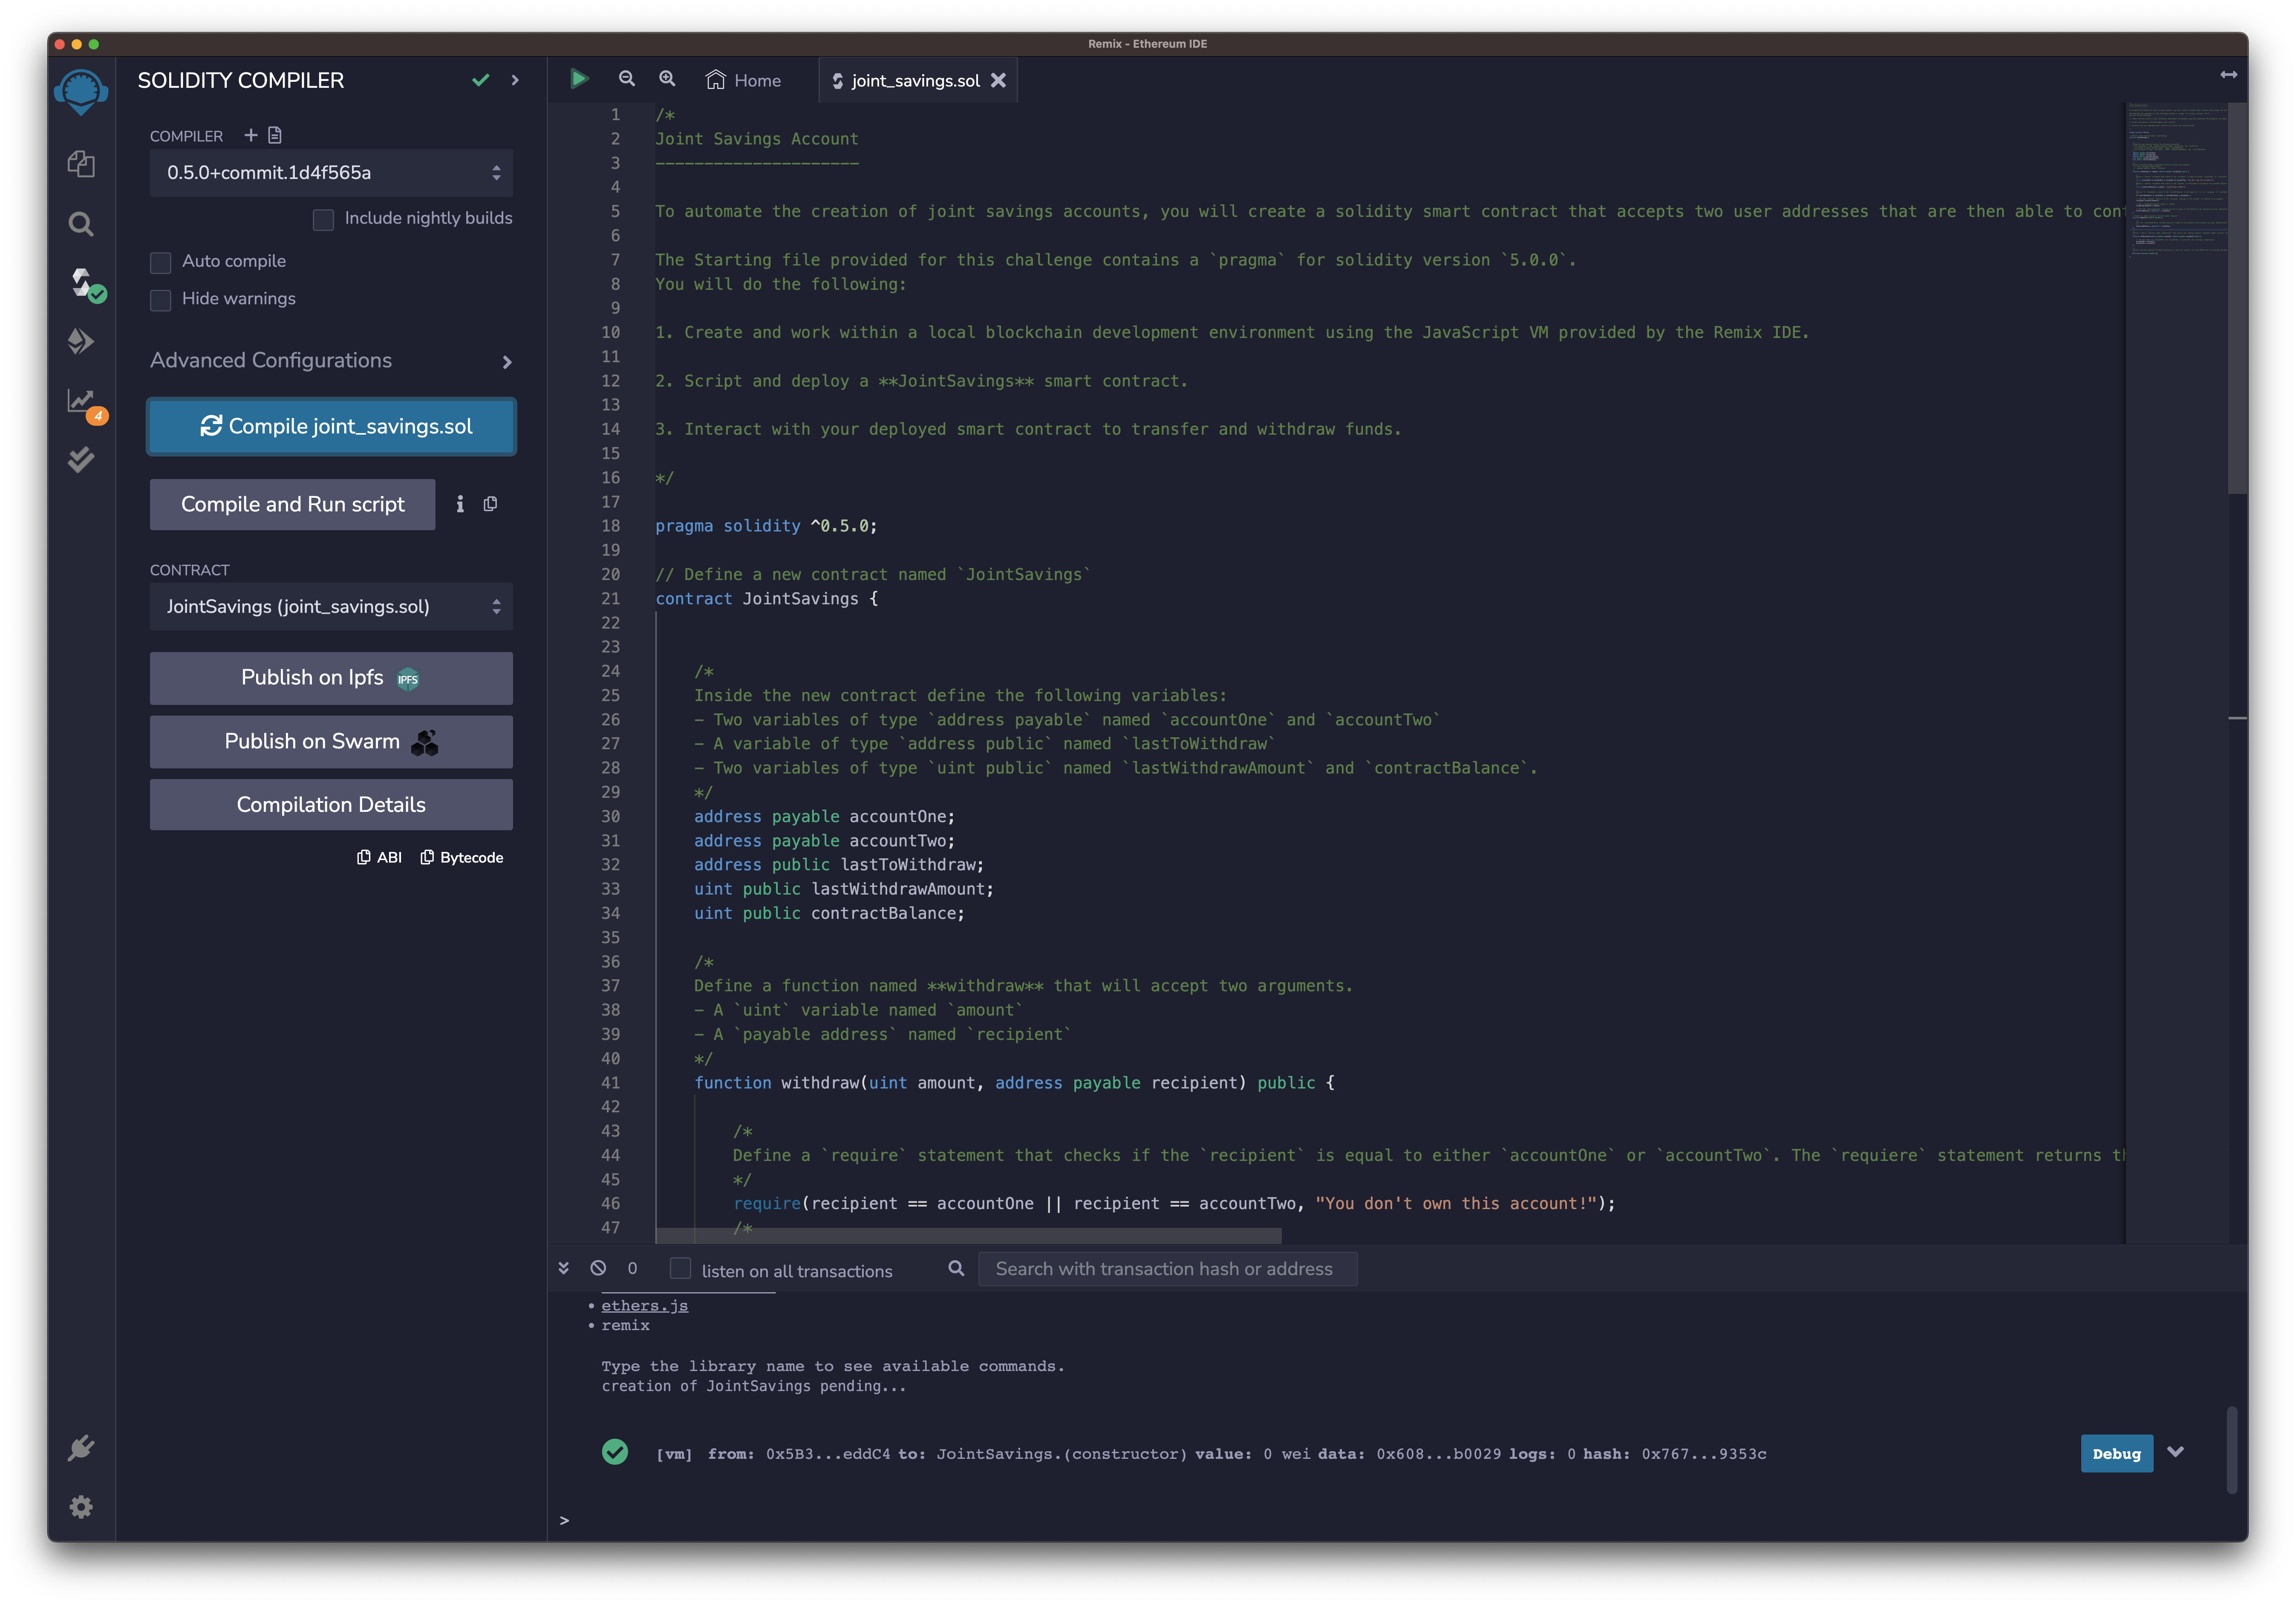 Remix - Ethereum IDE
SOLIDITY COMPILER
COMPILER
0.5.0+commit.1d4f565a
Include nightly builds
Auto compile
Hide warnings
Advanced Configurations
4
Compile joint_savings.sol
Compile and Run script
CONTRACT
JointSavings (joint_savings.sol)
Publish on Ipfs IPFS
Publish on Swarm
Compilation Details
ABI Bytecode
Home joint_savings.sol
1 /*
2 Joint Savings Account
3 ---------------------
4
5 To automate the creation of joint savings accounts, you will create a solidity smart contract that accepts two user addresses that are then able to cont
6
7 The Starting file provided for this challenge contains a `pragma` for solidity version `5.0.0`.
8 You will do the following:
9
10 1. Create and work within a local blockchain development environment using the JavaScript VM provided by the Remix IDE.
11
12 2. Script and deploy a **JointSavings** smart contract.
13
14 3. Interact with your deployed smart contract to transfer and withdraw funds.
15
16 */
17
18 pragma solidity ^0.5.0;
19
20 // Define a new contract named `JointSavings`
21 contract JointSavings {
22
23
24 /*
25 Inside the new contract define the following variables:
26 - Two variables of type `address payable` named `accountOne` and `accountTwo`
27 - A variable of type `address public` named `lastToWithdraw`
28 - Two variables of type `uint public` named `lastWithdrawAmount` and `contractBalance`.
29 */
30 address payable accountOne;
31 address payable accountTwo;
32 address public lastToWithdraw;
33 uint public lastWithdrawAmount;
34 uint public contractBalance;
35
36 /*
37 Define a function named **withdraw** that will accept two arguments.
38 - A `uint` variable named `amount`
39 - A `payable address` named `recipient`
40 */
41 function withdraw(uint amount, address payable recipient) public {
42
43 /*
44 Define a `require` statement that checks if the `recipient` is equal to either `accountOne` or `accountTwo`. The `requiere` statement returns th
45 */
46 require(recipient == accountOne || recipient == accountTwo, "You don't own this account!");
47 /*
0 listen on all transactions Search with transaction hash or address
• ethers.js
• remix
Type the library name to see available commands.
creation of JointSavings pending...
[vm] from: 0x5B3...eddC4 to: JointSavings.(constructor) value: 0 wei data: 0x608...b0029 logs: 0 hash: 0x767...9353c
Debug
>